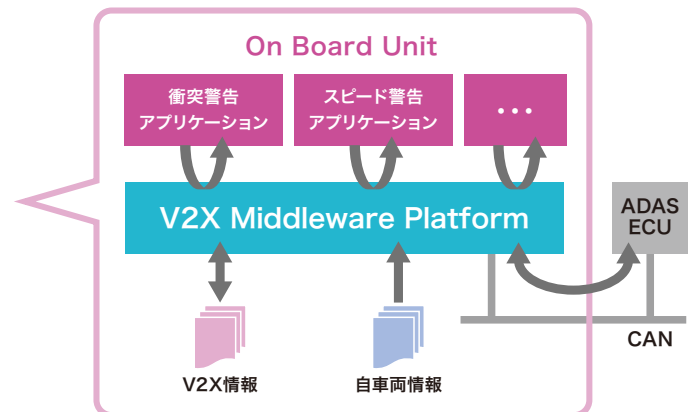 On Board Unit
衝突警告
アプリケーション
スピード警告
アプリケーション
・・・
V2X Middleware Platform
ADAS
ECU
CAN
V2X情報
自車両情報